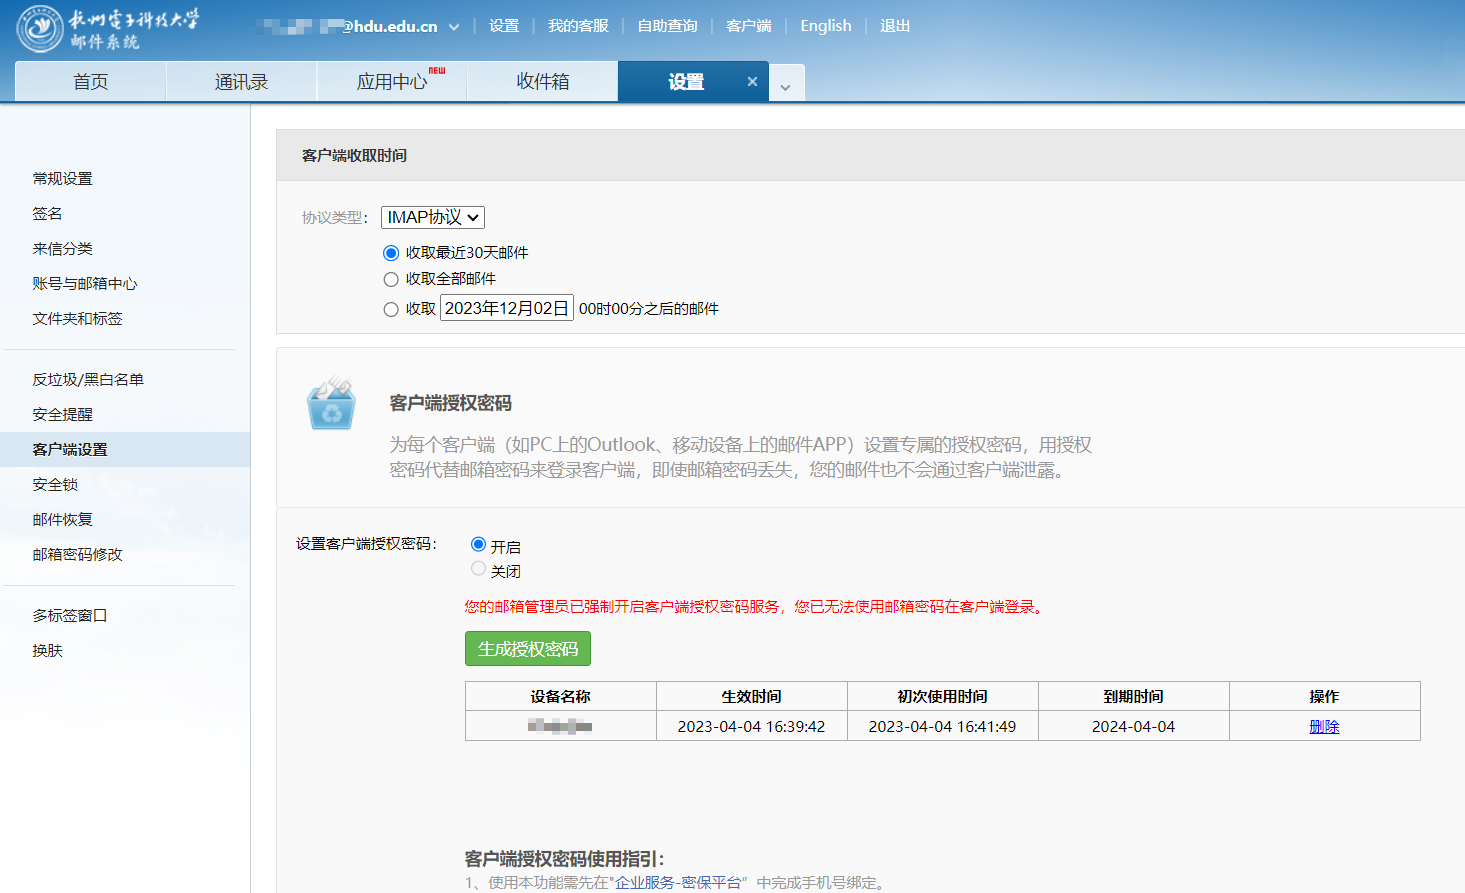 杭州电子科技大学
邮件系统
@hdu.edu.cn 设置 我的客服 自助查询 客户端 English 退出
首页 通讯录 应用中心 NEW 收件箱 设置
常规设置
签名
来信分类
账号与邮箱中心
文件夹和标签
反垃圾/黑白名单
安全提醒
客户端设置
安全锁
邮件恢复
邮箱密码修改
多标签窗口
换肤
客户端收取时间
协议类型： IMAP协议
收取最近30天邮件
收取全部邮件
收取 2023年12月02日 00时00分之后的邮件
客户端授权密码
为每个客户端（如PC上的Outlook、移动设备上的邮件APP）设置专属的授权密码，用授权
密码代替邮箱密码来登录客户端，即使邮箱密码丢失，您的邮件也不会通过客户端泄露。
设置客户端授权密码： 开启
关闭
您的邮箱管理员已强制开启客户端授权密码服务，您已无法使用邮箱密码在客户端登录。
生成授权密码
设备名称 生效时间 初次使用时间 到期时间 操作
2023-04-04 16:39:42 2023-04-04 16:41:49 2024-04-04 删除
客户端授权密码使用指引：
1、使用本功能需先在"企业服务-密保平台”中完成手机号绑定。